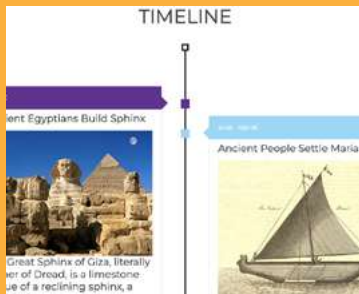 TIMELINE
ient Egyptians Build Sphinx
Ancient People Settle Maria
Great Sphinx of Giza, literally
er of Dread, is a limestone
ue of a reclining sphinx, a